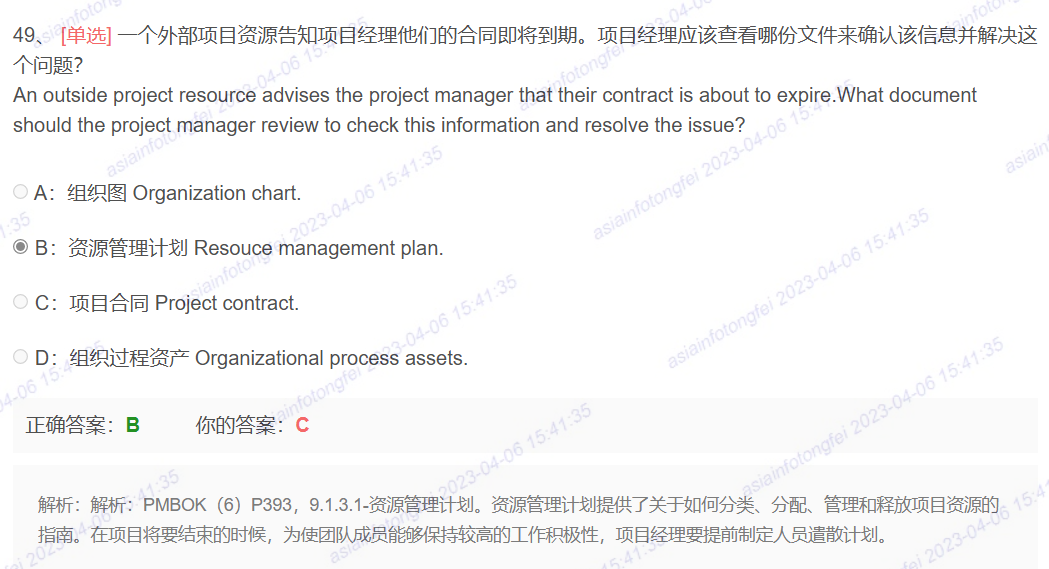 49、 [单选] 一个外部项目资源告知项目经理他们的合同即将到期。项目经理应该查看哪份文件来确认该信息并解决这
个问题?
An outside project resource advises the project manager that their contract is about to expire.What document
should the project manager review to check this information and resolve the issue?
A：组织图 Organization chart.
B：资源管理计划 Resouce management plan.
C：项目合同 Project contract.
D：组织过程资产 Organizational process assets.
正确答案：B 你的答案：C
解析：解析：PMBOK（6）P393，9.1.3.1-资源管理计划。资源管理计划提供了关于如何分类、分配、管理和释放项目资源的
指南。在项目将要结束的时候，为使团队成员能够保持较高的工作积极性，项目经理要提前制定人员遣散计划。
asiainfotongfei 2023-04-06 15:41:35